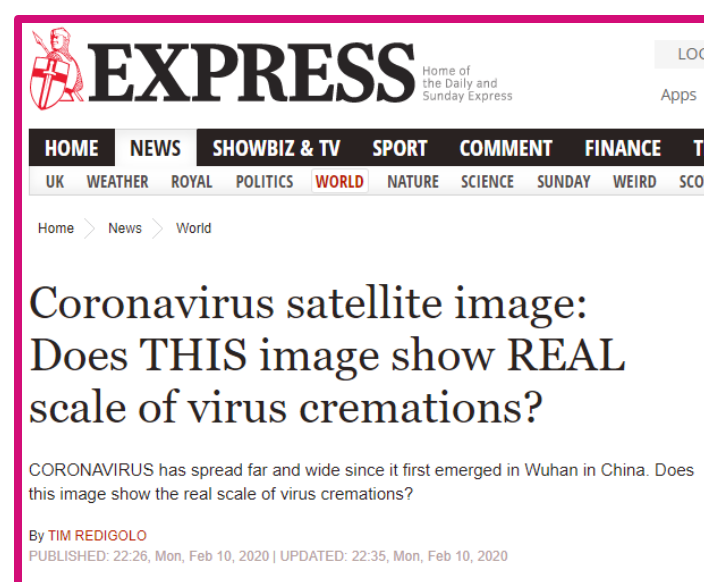 EXPRESS
Home of
the Daily and
Sunday Express
Apps
HOME NEWS SHOWBIZ & TV SPORT COMMENT FINANCE
UK WEATHER ROYAL POLITICS WORLD NATURE SCIENCE SUNDAY WEIRD
Home News World
Coronavirus satellite image:
Does THIS image show REAL
scale of virus cremations?
CORONAVIRUS has spread far and wide since it first emerged in Wuhan in China. Does
this image show the real scale of virus cremations?
By TIM REDIGOLO
PUBLISHED: 22:26, Mon, Feb 10, 2020 | UPDATED: 22:35, Mon, Feb 10, 2020